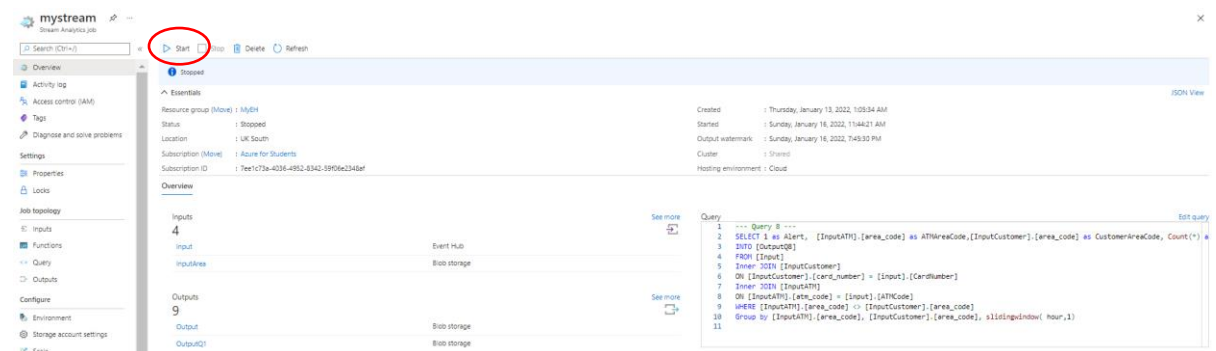 mystream
Stream Analytics job
Search (Ctrl+/)
Start Stop Delete Refresh
Overview
Activity log
Access control (IAM)
Tags
Diagnose and solve problems
Settings
Properties
Locks
Job topology
Inputs
Functions
Query
Outputs
Configure
Environment
Storage account settings
Stopped
Essentials
JSON View
Resource group (Move) : MyEH
Status : Stopped
Location : UK South
Subscription (Move) : Azure for Students
Subscription ID : 7ee1c73a-4036-4952-8342-59f06e2348ef
Created : Thursday, January 13, 2022, 1:05:34 AM
Started : Sunday, January 16, 2022, 11:44:21 AM
Output watermark : Sunday, January 16, 2022, 7:45:30 PM
Cluster : Shared
Hosting environment : Cloud
Overview
Inputs See more
4
Input Event Hub
InputArea Blob storage
Outputs See more
9
Output Blob storage
OutputQ1 Blob storage
Query Edit query
1 --- Query 8 ---
2 SELECT 1 as Alert, [InputATM].[area_code] as ATMAreaCode,[InputCustomer].[area_code] as CustomerAreaCode, Count(*) a
3 INTO [OutputQ8]
4 FROM [Input]
5 Inner JOIN [InputCustomer]
6 ON [InputCustomer].[card_number] = [input].[CardNumber]
7 Inner JOIN [InputATM]
8 ON [InputATM].[atm_code] = [input].[ATMCode]
9 WHERE [InputATM].[area_code] <> [InputCustomer].[area_code]
10 Group by [InputATM].[area_code], [InputCustomer].[area_code], slidingwindow( hour,1)
11